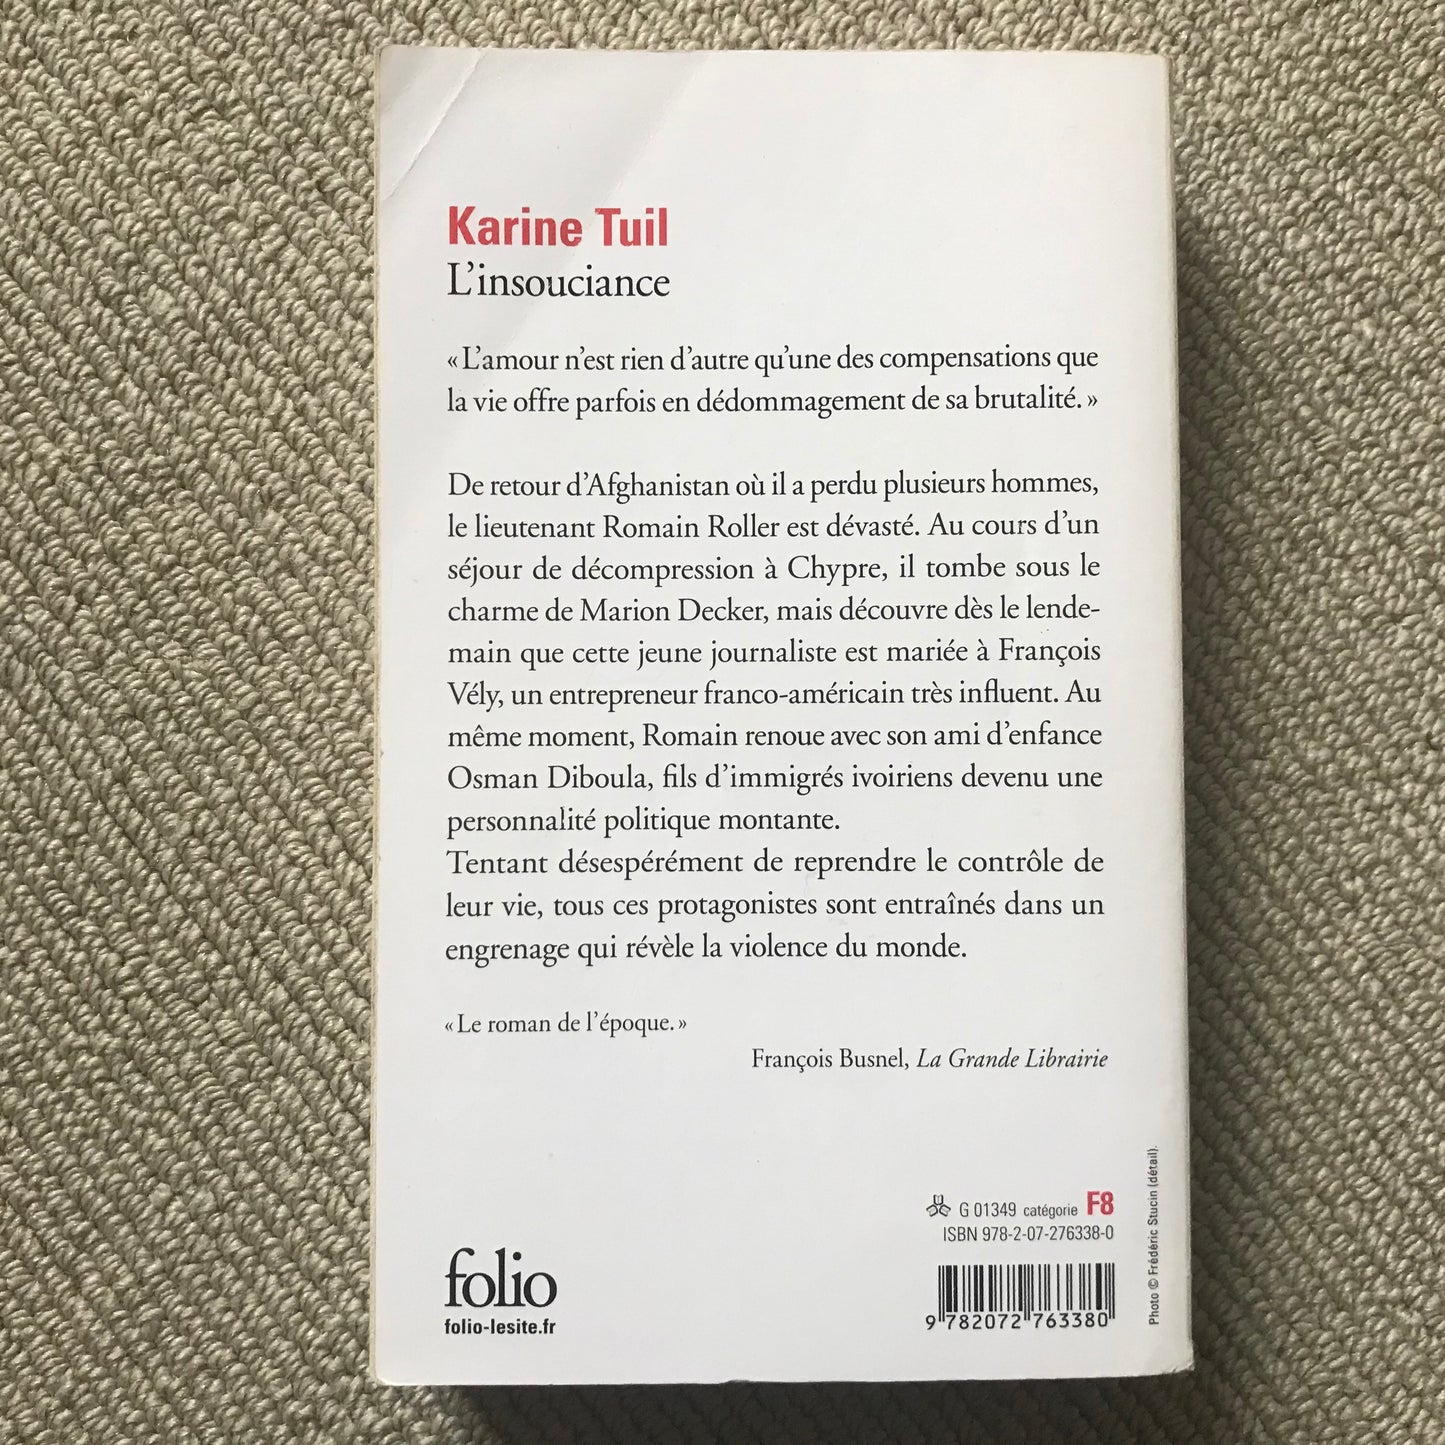 Karine Tuil
L’insouciance
« L’amour n’est rien d’autre qu’une des compensations que
la vie offre parfois en dédommagement de sa brutalité. »
De retour d’Afghanistan où il a perdu plusieurs hommes,
le lieutenant Romain Roller est dévasté. Au cours d’un
séjour de décompression à Chypre, il tombe sous le
charme de Marion Decker, mais découvre dès le lende-
main que cette jeune journaliste est mariée à François
Vély, un entrepreneur franco-américain très influent. Au
même moment, Romain renoue avec son ami d’enfance
Osman Diboula, fils d’immigrés ivoiriens devenu une
personnalité politique montante.
Tentant désespérément de reprendre le contrôle de
leur vie, tous ces protagonistes sont entraînés dans un
engrenage qui révèle la violence du monde.
« Le roman de l’époque. »
François Busnel, La Grande Librairie
G 01349 catégorie F8
ISBN 978-2-07-276338-0
9 782072 763380
folio
folio-lesite.fr
Photo © Frédéric Stucin (détail).